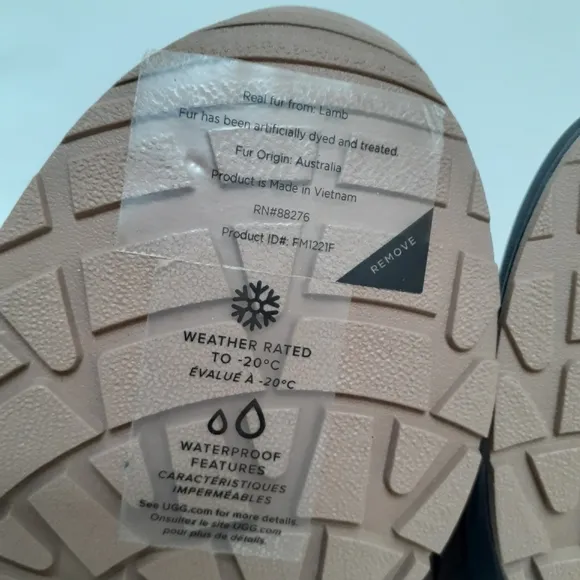 Real fur from: Lamb
Fur has been artificially dyed and treated.
Fur Origin: Australia
Product is Made in Vietnam
RN#88276
Product ID#: FM1221F
REMOVE
WEATHER RATED
TO -20°C
ÉVALUÉ À -20°C
WATERPROOF
FEATURES
CARACTÉRISTIQUES
IMPERMÉABLES
See UGG.com for more details.
Consultez le site UGG.com
pour plus de détails.